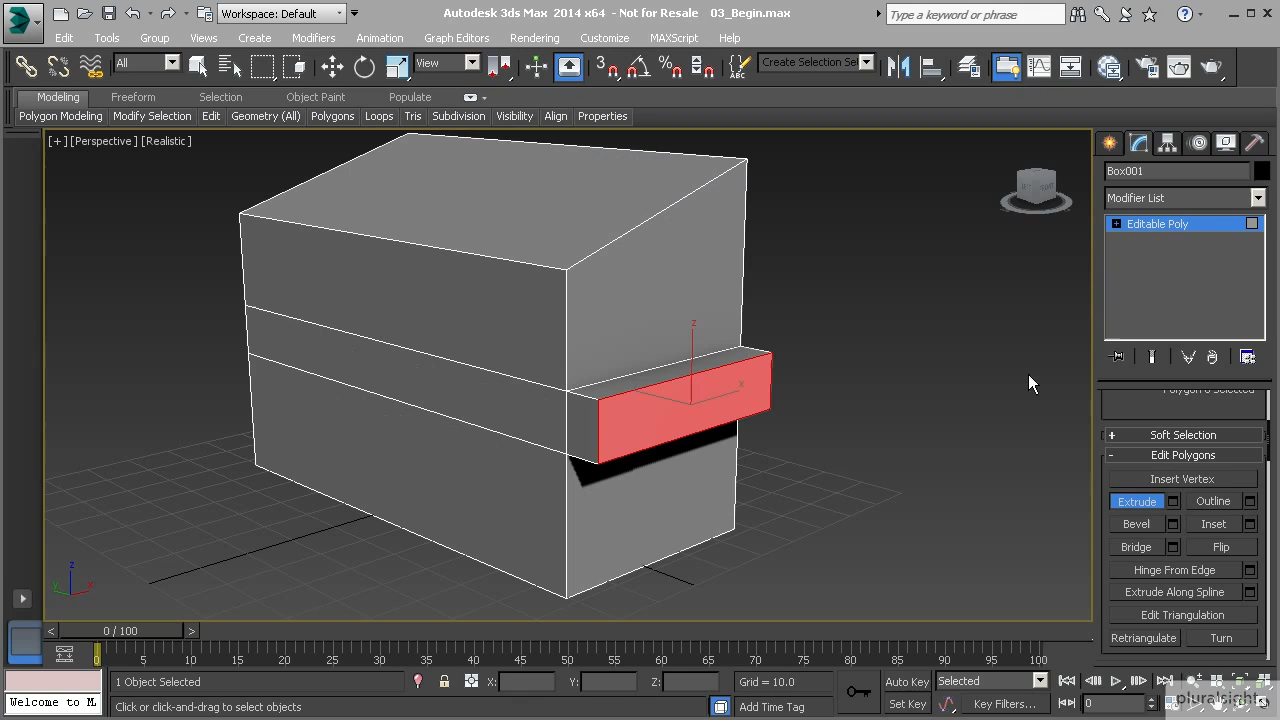 Workspace: Default
Autodesk 3ds Max 2014 x64 - Not for Resale 03_Begin.max
Type a keyword or phrase
Edit Tools Group Views Create Modifiers Animation Graph Editors Rendering Customize MAXScript Help
All
View
3
Create Selection Se
Modeling Freeform Selection Object Paint Populate
Polygon Modeling Modify Selection Edit Geometry (All) Polygons Loops Tris Subdivision Visibility Align Properties
[+] [Perspective] [Realistic]
Box001
Modifier List
Editable Poly
z
x
Soft Selection
Edit Polygons
Insert Vertex
Extrude Outline
Bevel Inset
Bridge Flip
Hinge From Edge
Extrude Along Spline
Edit Triangulation
Retriangulate Turn
z
y x
0 / 100
0 5 10 15 20 25 30 35 40 45 50 55 60 65 70 75 80 85 90 95 100
1 Object Selected X: Y: Z: Grid = 10.0 Auto Key Selected
Welcome to M Click or click-and-drag to select objects Add Time Tag Set Key Key Filters... 0
pluralsight